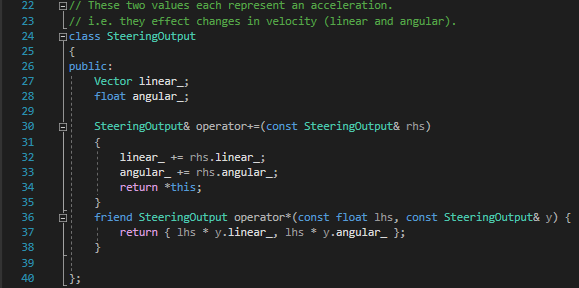 22 // These two values each represent an acceleration.
23 // i.e. they effect changes in velocity (linear and angular).
24 class SteeringOutput
25 {
26 public:
27     Vector linear_;
28     float angular_;
29
30     SteeringOutput& operator+=(const SteeringOutput& rhs)
31     {
32         linear_ += rhs.linear_;
33         angular_ += rhs.angular_;
34         return *this;
35     }
36     friend SteeringOutput operator*(const float lhs, const SteeringOutput& y) {
37         return { lhs * y.linear_, lhs * y.angular_ };
38     }
39
40 };